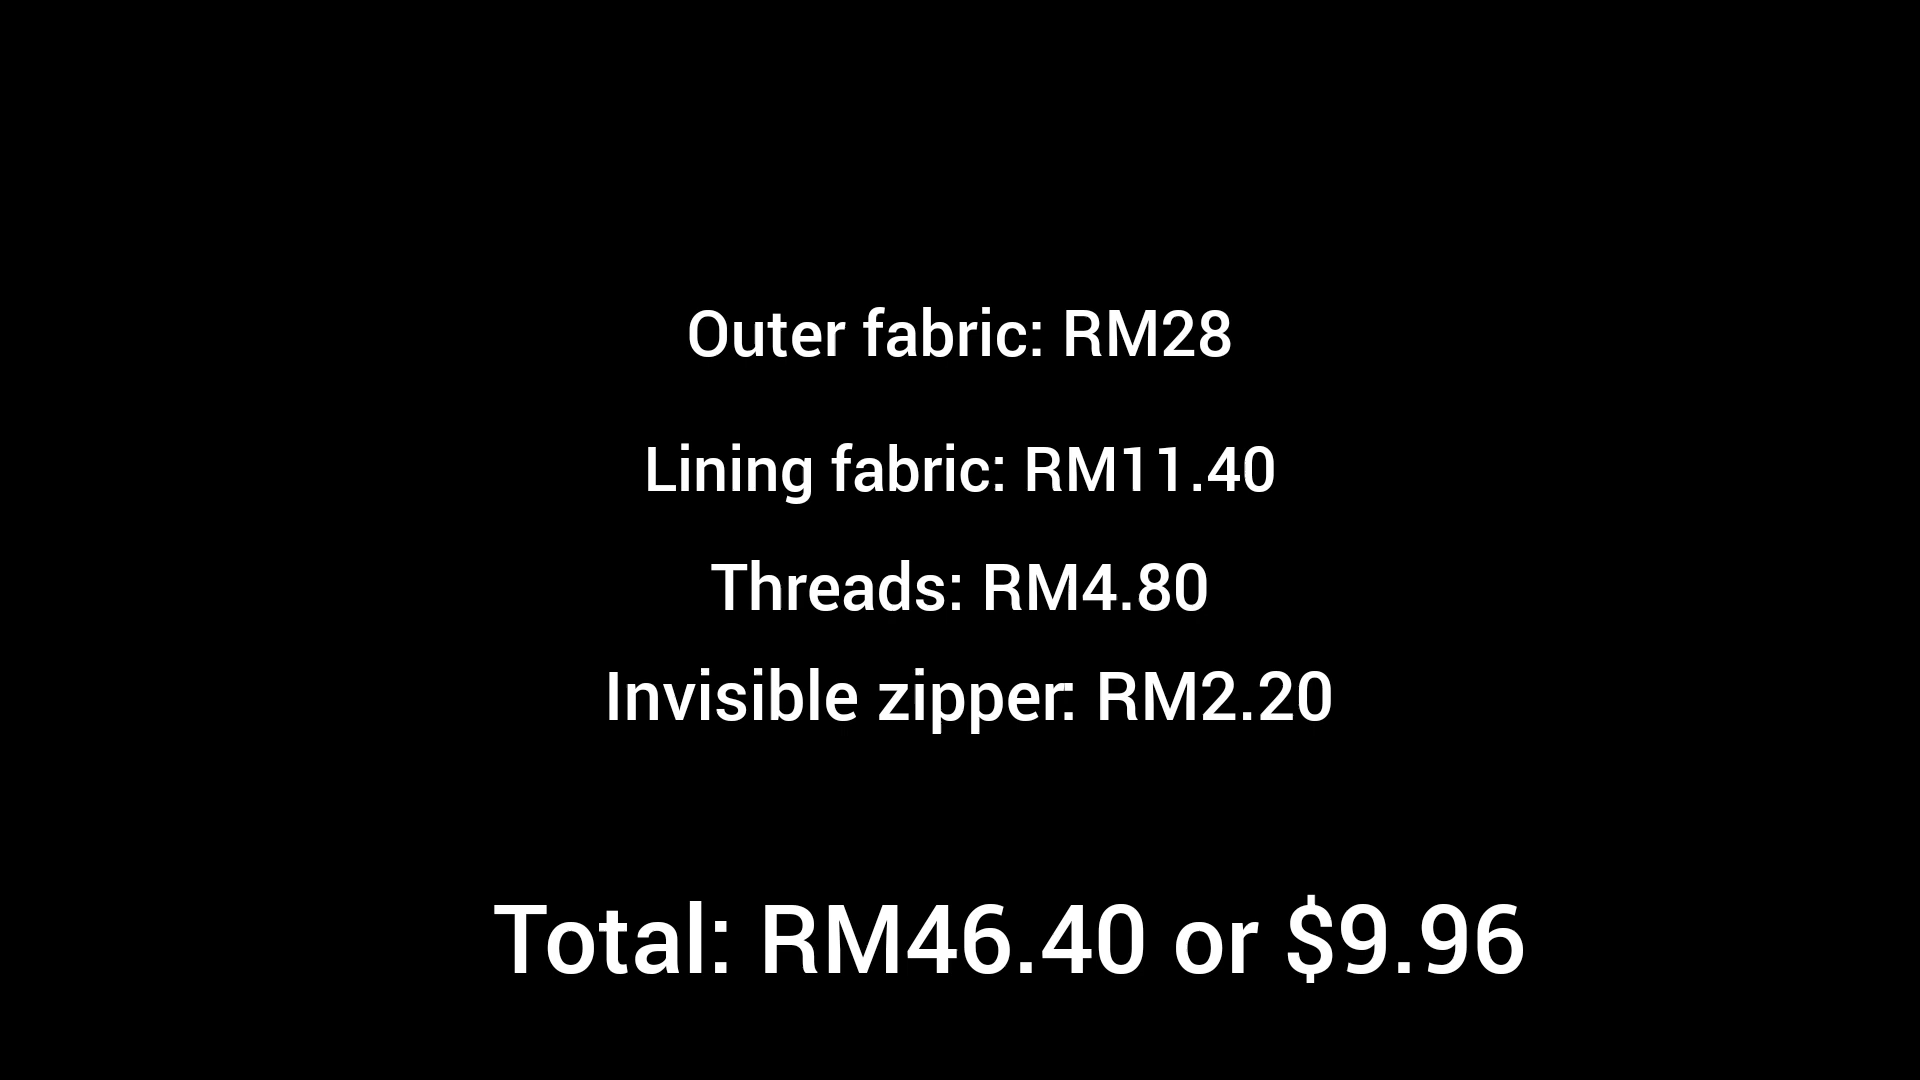 Outer fabric: RM28
Lining fabric: RM11.40
Threads: RM4.80
Invisible zipper: RM2.20
Total: RM46.40 or $9.96